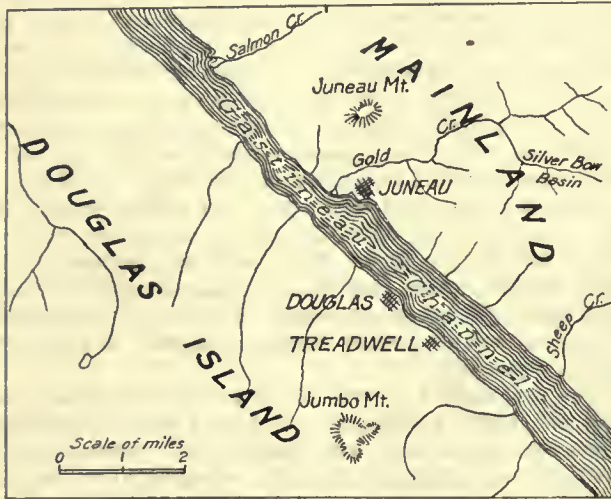 Salmon Cr.
MAINLAND
Juneau Mt.
Gastineau Channel
Gold Cr.
Silver Bow
Basin
JUNEAU
DOUGLAS ISLAND
DOUGLAS
TREADWELL
Sheep Cr.
Jumbo Mt.
Scale of miles
0 1 2